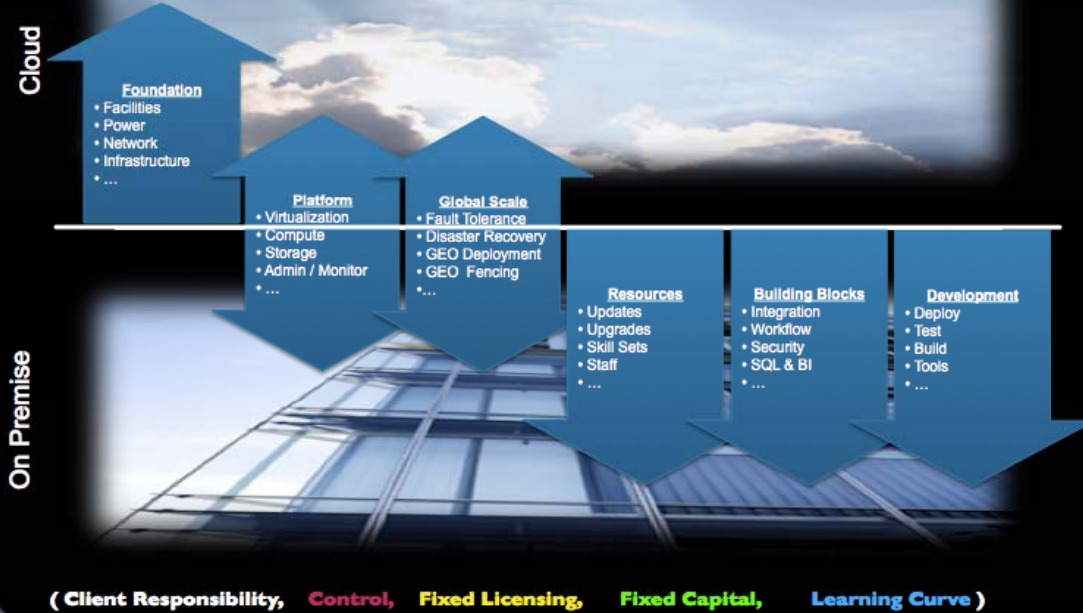 Cloud
Foundation
• Facilities
• Power
• Network
• Infrastructure
• ...
Platform
• Virtualization
• Compute
• Storage
• Admin / Monitor
• ...
Global Scale
• Fault Tolerance
• Disaster Recovery
• GEO Deployment
• GEO Fencing
•...
On Premise
Resources
• Updates
• Upgrades
• Skill Sets
• Staff
• ...
Building Blocks
• Integration
• Workflow
• Security
• SQL & BI
• ...
Development
• Deploy
• Test
• Build
• Tools
• ...
( Client Responsibility, Control, Fixed Licensing, Fixed Capital, Learning Curve )